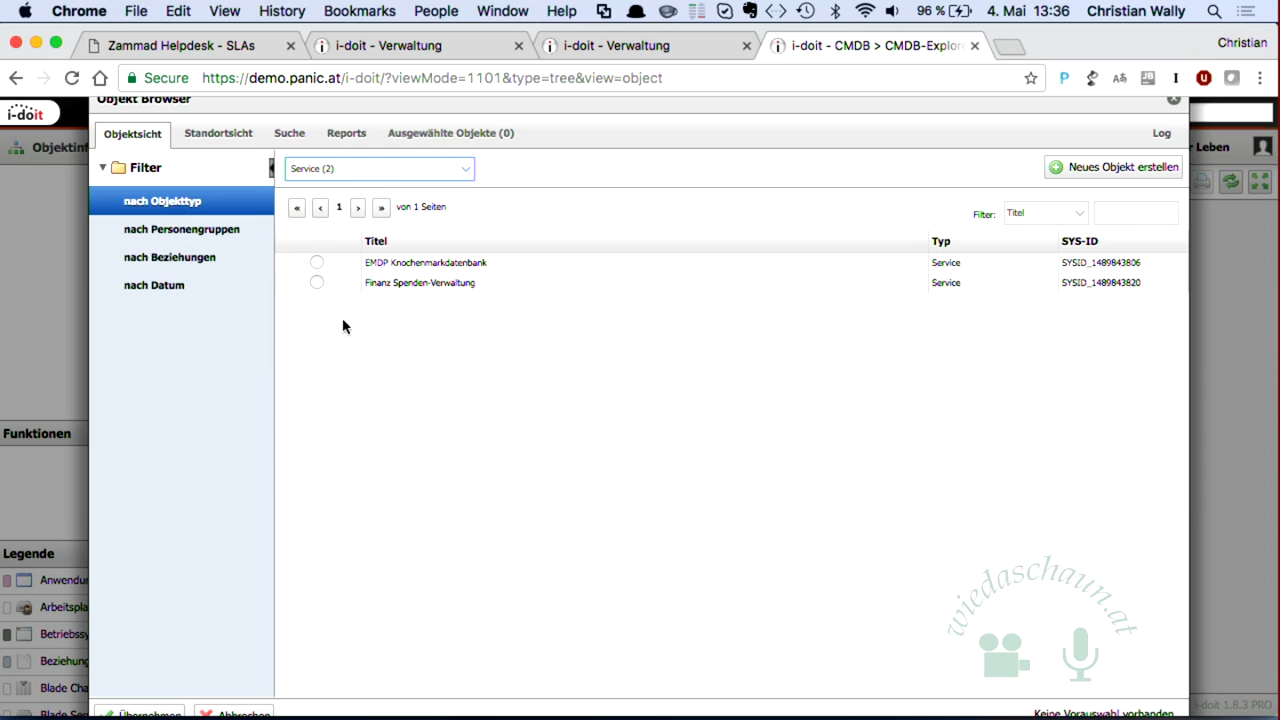 Chrome File Edit View History Bookmarks People Window Help 96 % 4. Mai 13:36 Christian Wally
Zammad Helpdesk - SLAs
i-doit - Verwaltung
i-doit - Verwaltung
i-doit - CMDB > CMDB-Explor
Christian
Secure https://demo.panic.at/i-doit/?viewMode=1101&type=tree&view=object
i-doit
Objekt Browser
Objektinf
r Leben
Objektsicht Standortsicht Suche Reports Ausgewählte Objekte (0) Log
Filter
Service (2)
Neues Objekt erstellen
nach Objekttyp
nach Personengruppen
nach Beziehungen
nach Datum
« ‹ 1 › » von 1 Seiten
Filter: Titel
Titel Typ SYS-ID
EMDP Knochenmarkdatenbank Service SYSID_1489843806
Finanz Spenden-Verwaltung Service SYSID_1489843820
Funktionen
Legende
Anwendu
Arbeitspla
Betriebssy
Beziehung
Blade Cha
Blade Ser
wiedaschaun.at
Übernehmen Abbrechen
Keine Vorauswahl vorhanden
i-doit 1.8.3 PRO